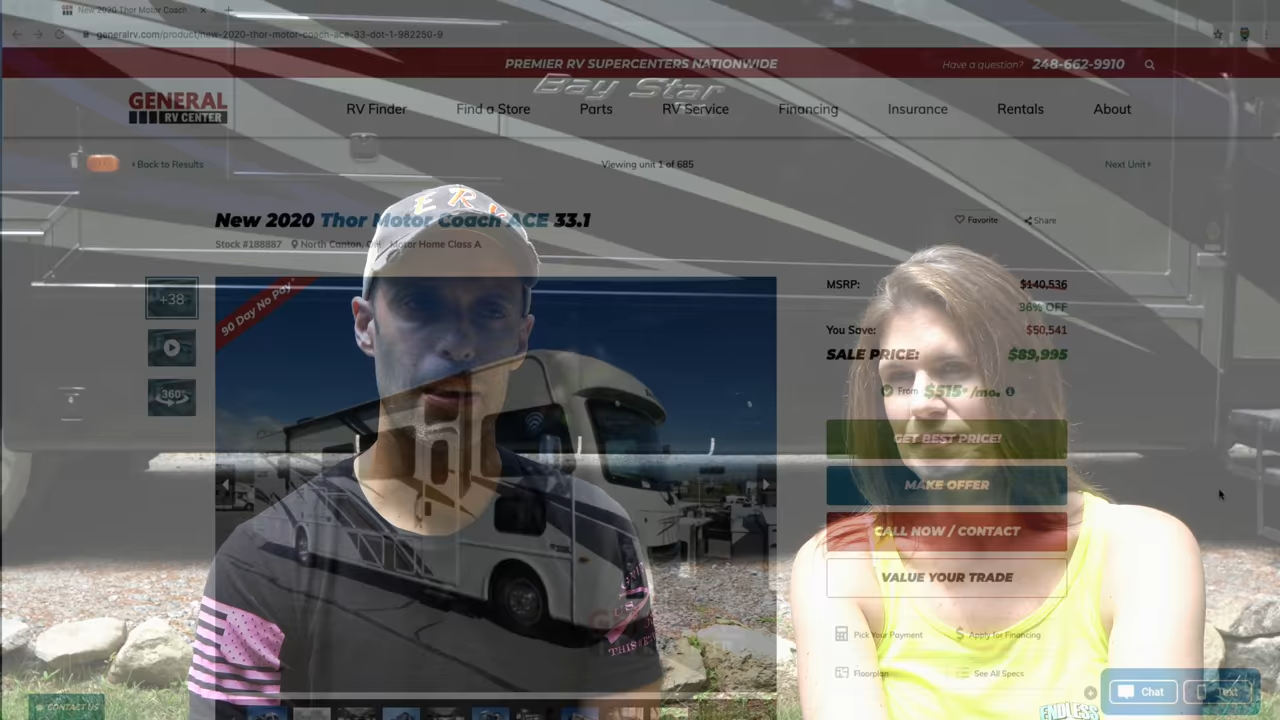 New 2020 Thor Motor Coach
generalrv.com/product/new-2020-thor-motor-coach-ace-33-dot-1-982250-9
PREMIER RV SUPERCENTERS NATIONWIDE
Have a question? 248-662-9910
Bay Star
GENERAL
RV CENTER
RV Finder
Find a Store
Parts
RV Service
Financing
Insurance
Rentals
About
Back to Results
Viewing unit 1 of 685
Next Unit
New 2020 Thor Motor Coach ACE 33.1
Favorite
Share
Stock #188887 North Canton, Motor Home Class A
+38
360°
90 Day No Pay*
MSRP: $140,536
36% OFF
You Save: $50,541
SALE PRICE: $89,995
From $515* /mo.
GET BEST PRICE!
MAKE OFFER
CALL NOW / CONTACT
VALUE YOUR TRADE
Pick Your Payment
Apply for Financing
Floorplan
See All Specs
CONTACT US
Chat
Text
ENDLESS